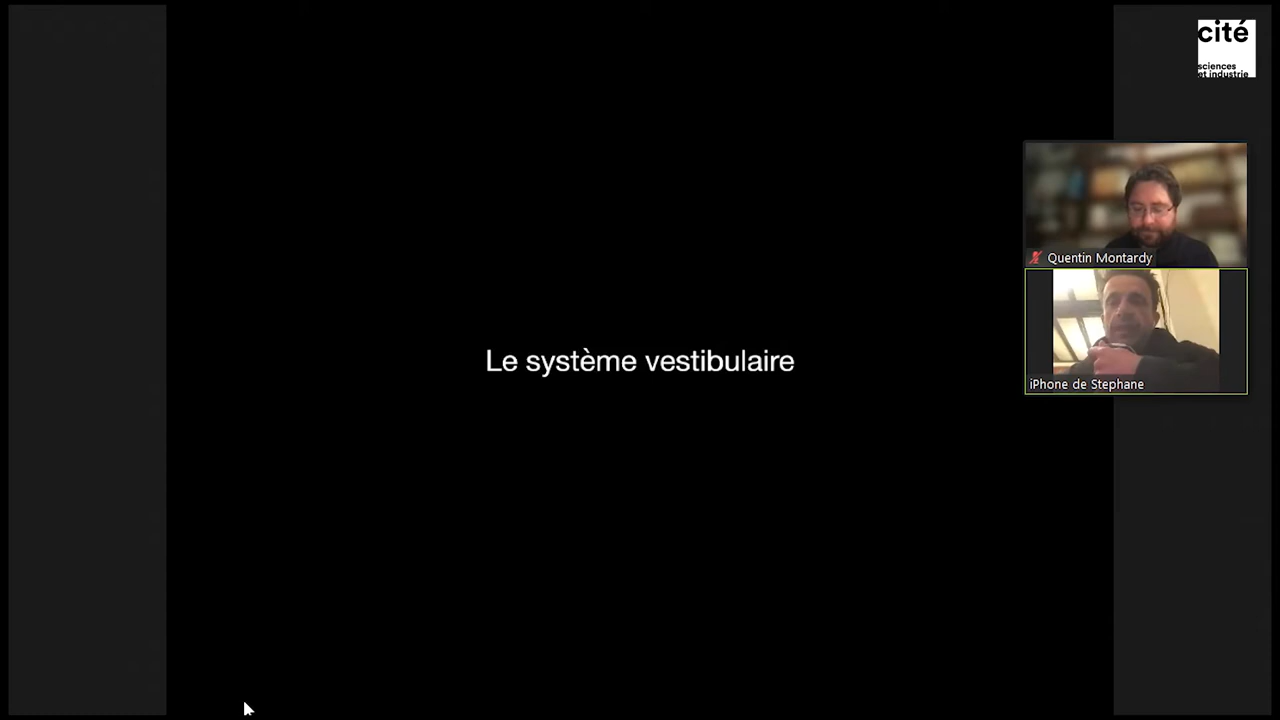 cité
sciences
et industrie
Quentin Montardy
Le système vestibulaire
iPhone de Stephane